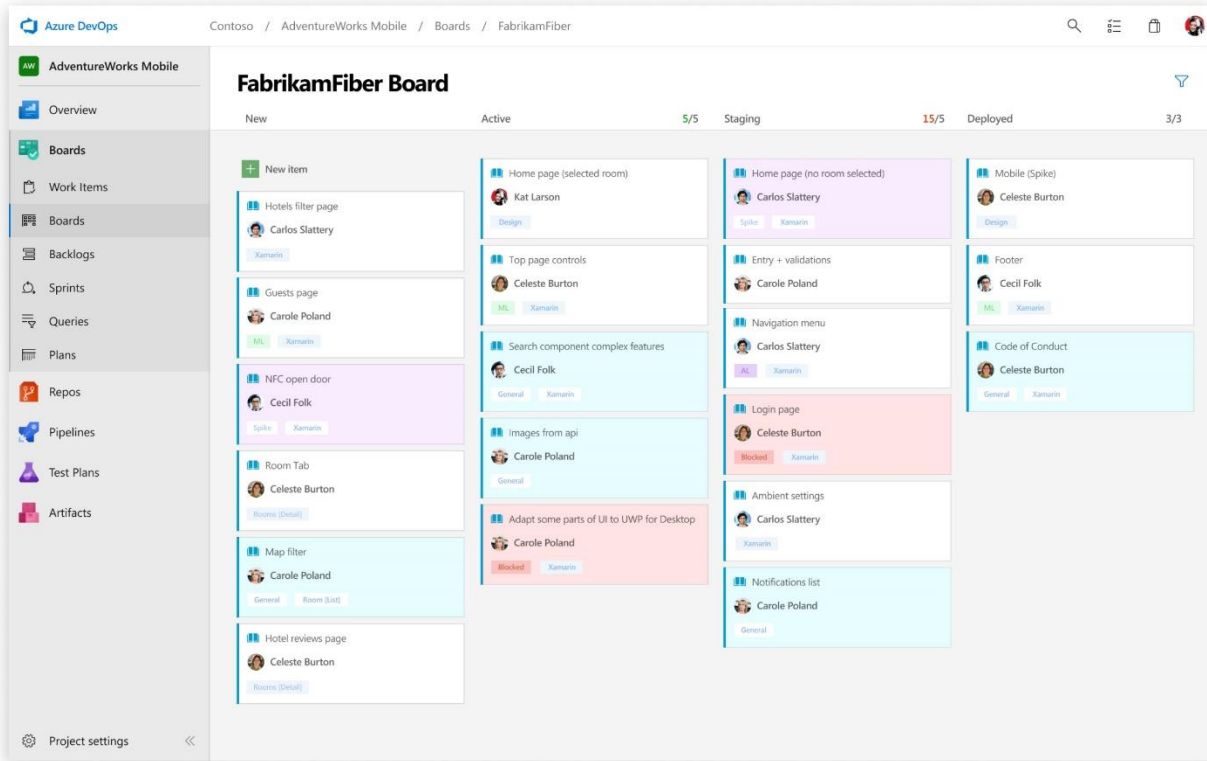 Azure DevOps
Contoso / AdventureWorks Mobile / Boards / FabrikamFiber
AW AdventureWorks Mobile
Overview
Boards
Work Items
Boards
Backlogs
Sprints
Queries
Plans
Repos
Pipelines
Test Plans
Artifacts
Project settings
FabrikamFiber Board
New
New item
Hotels filter page
Carlos Slattery
Xamarin
Guests page
Carole Poland
ML Xamarin
NFC open door
Cecil Folk
Spike Xamarin
Room Tab
Celeste Burton
Rooms (Detail)
Map filter
Carole Poland
General Room (List)
Hotel reviews page
Celeste Burton
Rooms (Detail)
Active 5/5
Home page (selected room)
Kat Larson
Design
Top page controls
Celeste Burton
ML Xamarin
Search component complex features
Cecil Folk
General Xamarin
Images from api
Carole Poland
General
Adapt some parts of UI to UWP for Desktop
Carole Poland
Blocked Xamarin
Staging 15/5
Home page (no room selected)
Carlos Slattery
Spike Xamarin
Entry + validations
Carole Poland
Navigation menu
Carlos Slattery
AL Xamarin
Login page
Celeste Burton
Blocked Xamarin
Ambient settings
Carlos Slattery
Xamarin
Notifications list
Carole Poland
General
Deployed 3/3
Mobile (Spike)
Celeste Burton
Design
Footer
Cecil Folk
ML Xamarin
Code of Conduct
Celeste Burton
General Xamarin